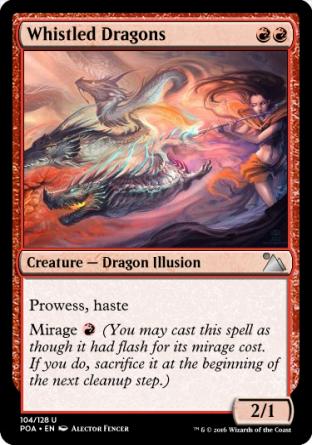 Whistled Dragons
Creature — Dragon Illusion
Prowess, haste
Mirage (You may cast this spell as
though it had flash for its mirage cost.
If you do, sacrifice it at the beginning of
the next cleanup step.)
2/1
104/128 U
POA • EN Alector Fencer
™ & © 2016 Wizards of the Coast